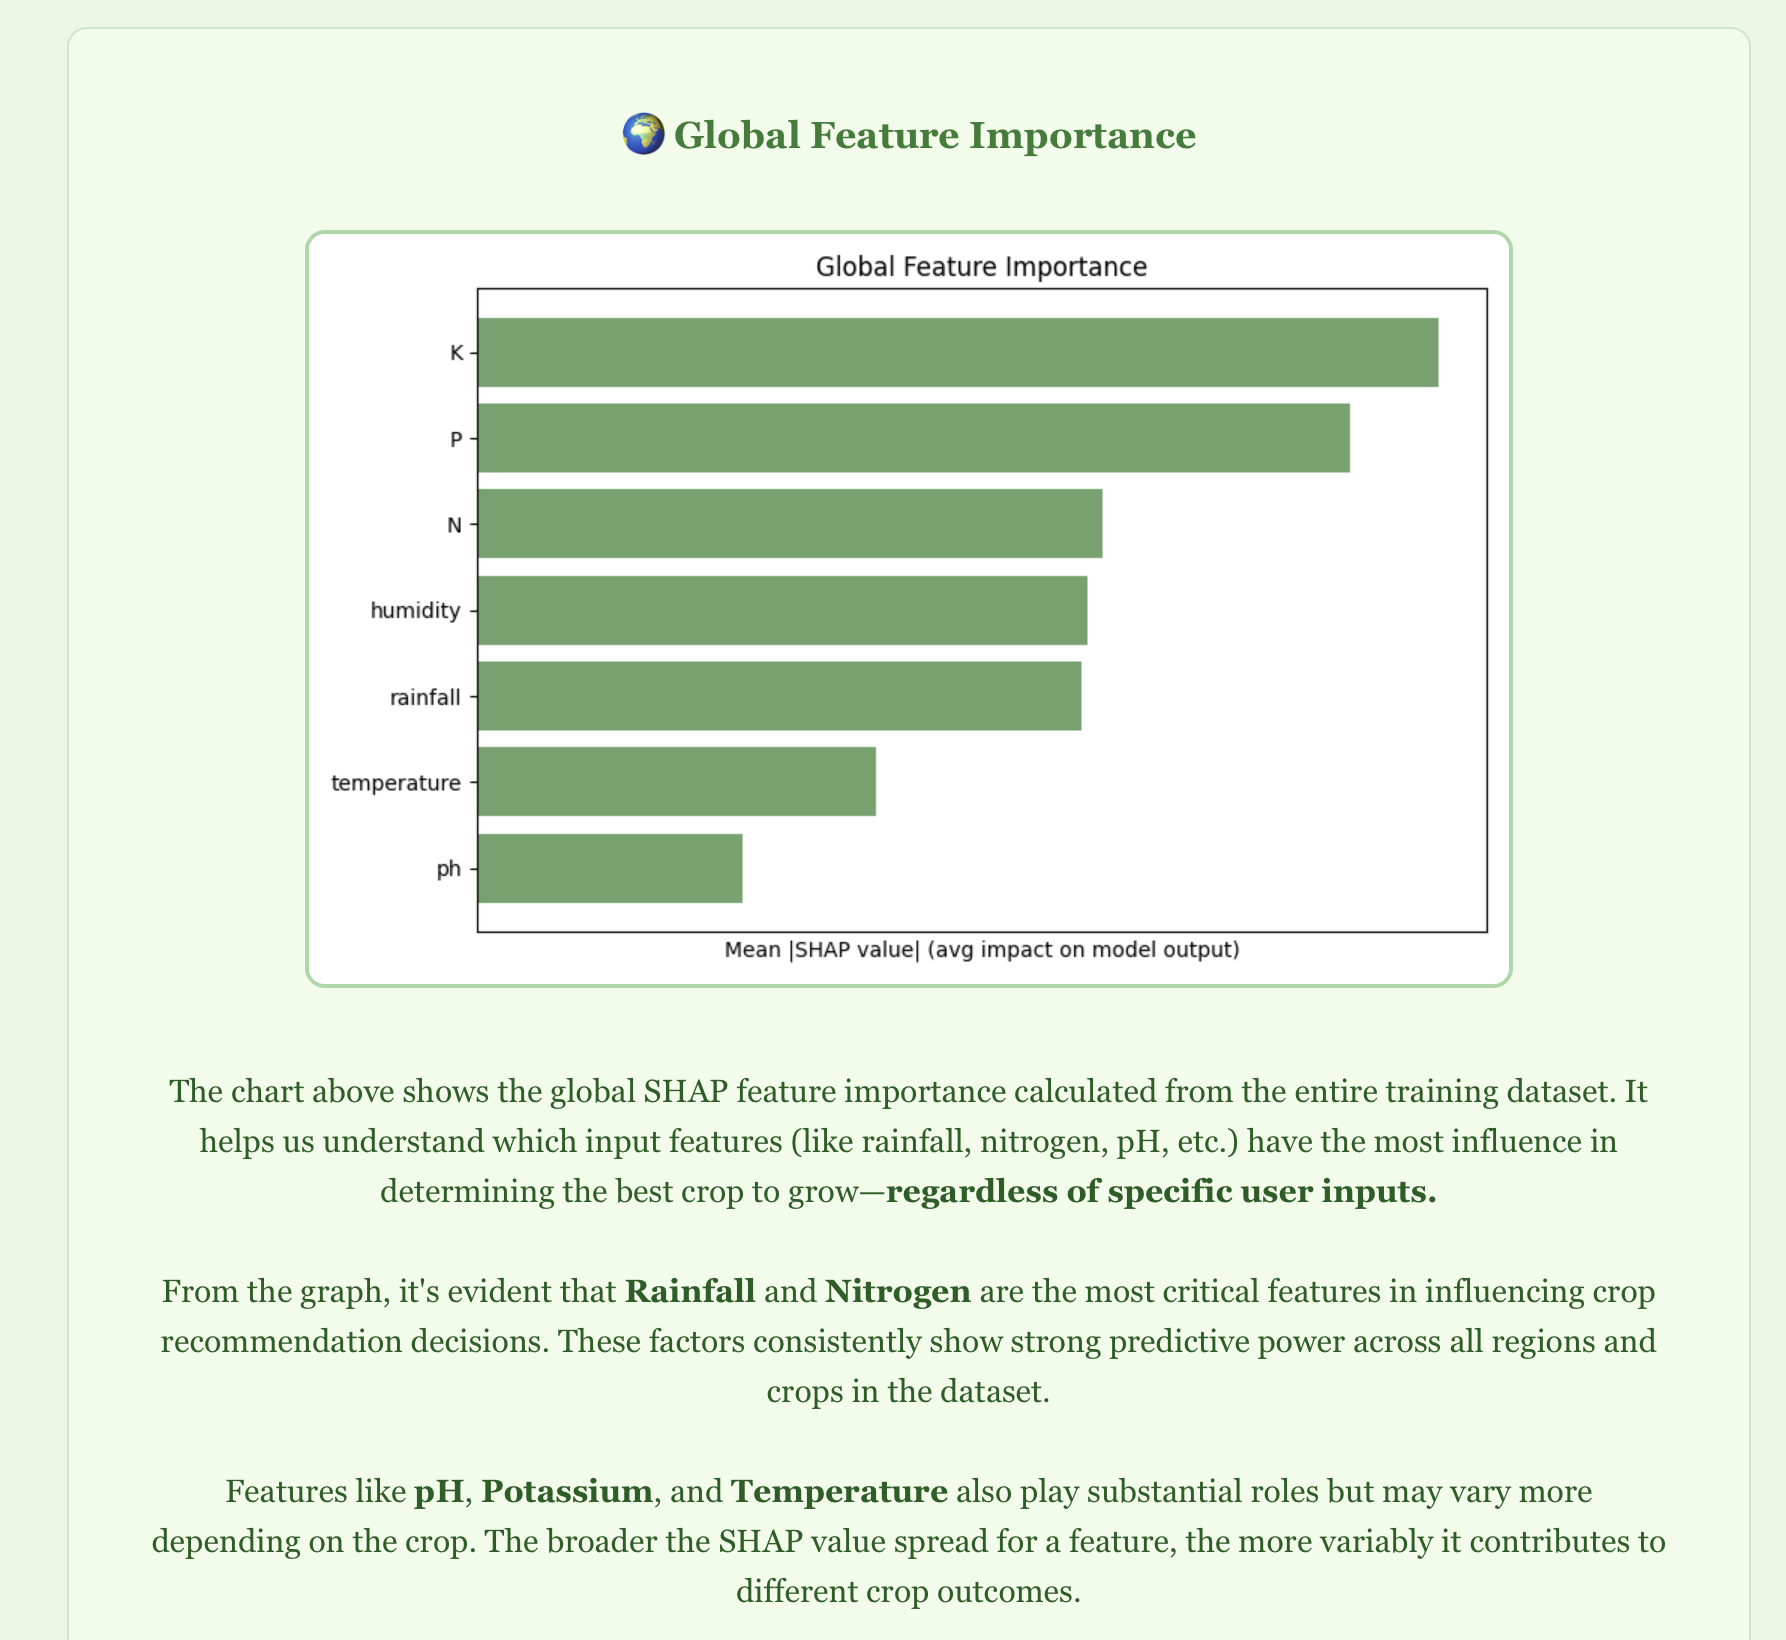 🌍 Global Feature Importance
Global Feature Importance
K
P
N
humidity
rainfall
temperature
ph
Mean |SHAP value| (avg impact on model output)
The chart above shows the global SHAP feature importance calculated from the entire training dataset. It
helps us understand which input features (like rainfall, nitrogen, pH, etc.) have the most influence in
determining the best crop to grow—regardless of specific user inputs.
From the graph, it's evident that Rainfall and Nitrogen are the most critical features in influencing crop
recommendation decisions. These factors consistently show strong predictive power across all regions and
crops in the dataset.
Features like pH, Potassium, and Temperature also play substantial roles but may vary more
depending on the crop. The broader the SHAP value spread for a feature, the more variably it contributes to
different crop outcomes.